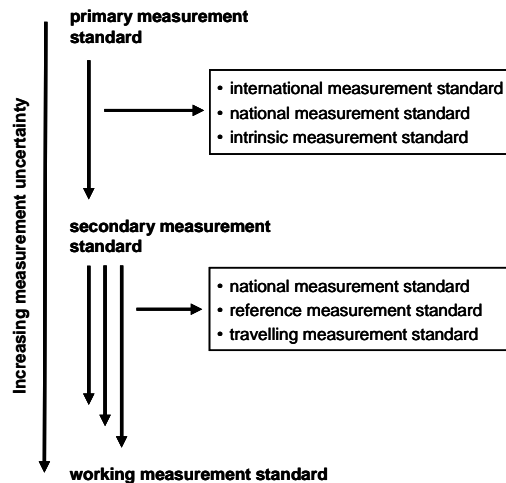 primary measurement
standard
• international measurement standard
• national measurement standard
• intrinsic measurement standard
Increasing measurement uncertainty
secondary measurement
standard
• national measurement standard
• reference measurement standard
• travelling measurement standard
working measurement standard